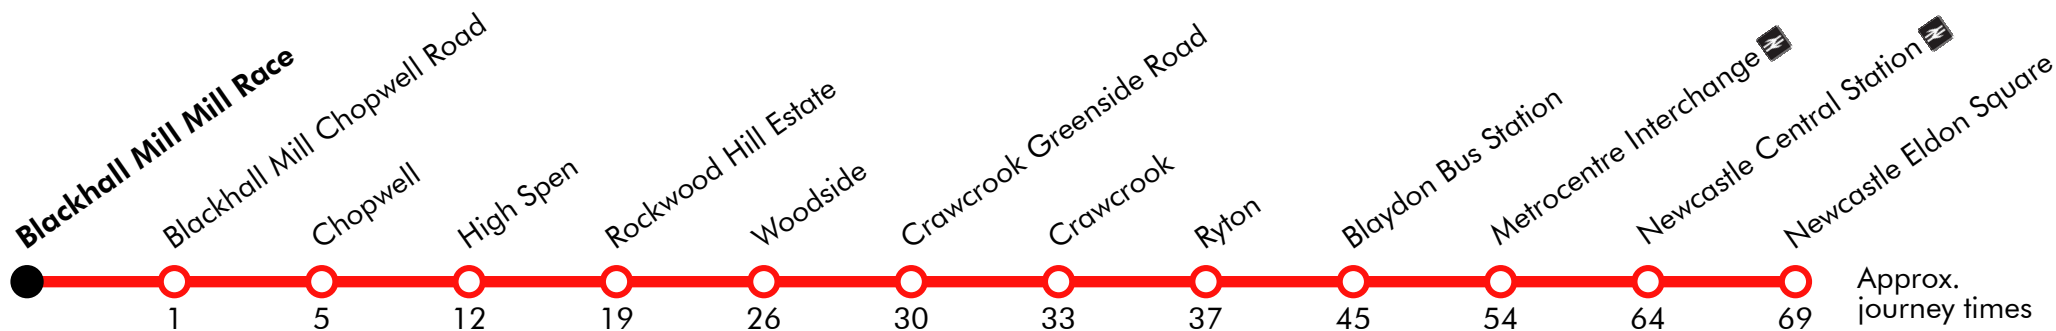 Blackhall Mill Mill Race
Blackhall Mill Chopwell Road
Chopwell
High Spen
Rockwood Hill Estate
Woodside
Crawcrook Greenside Road
Crawcrook
Ryton
Blaydon Bus Station
Metrocentre Interchange
Newcastle Central Station
Newcastle Eldon Square
1
5
12
19
26
30
33
37
45
54
64
69
Approx.
journey times